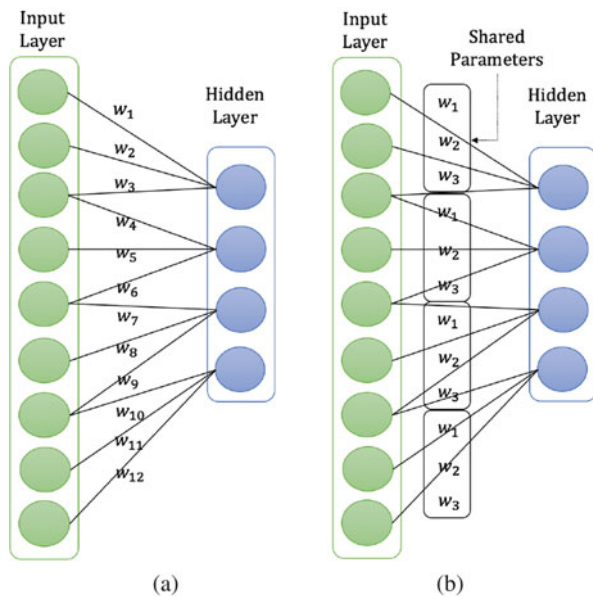 Input
Layer
Hidden
Layer
w₁
w₂
w₃
w₄
w₅
w₆
w₇
w₈
w₉
w₁₀
w₁₁
w₁₂
(a)
Input
Layer
Shared
Parameters
Hidden
Layer
w₁
w₂
w₃
w₁
w₂
w₃
w₁
w₂
w₃
w₁
w₂
w₃
(b)